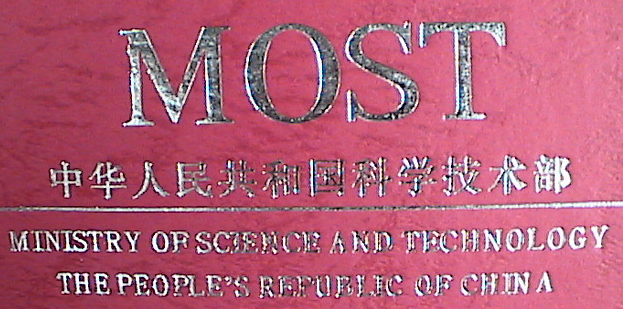 MOST
中华人民共和国科学技术部
MINISTRY OF SCIENCE AND TECHNOLOGY
THE PEOPLE'S REPUBLIC OF CHINA